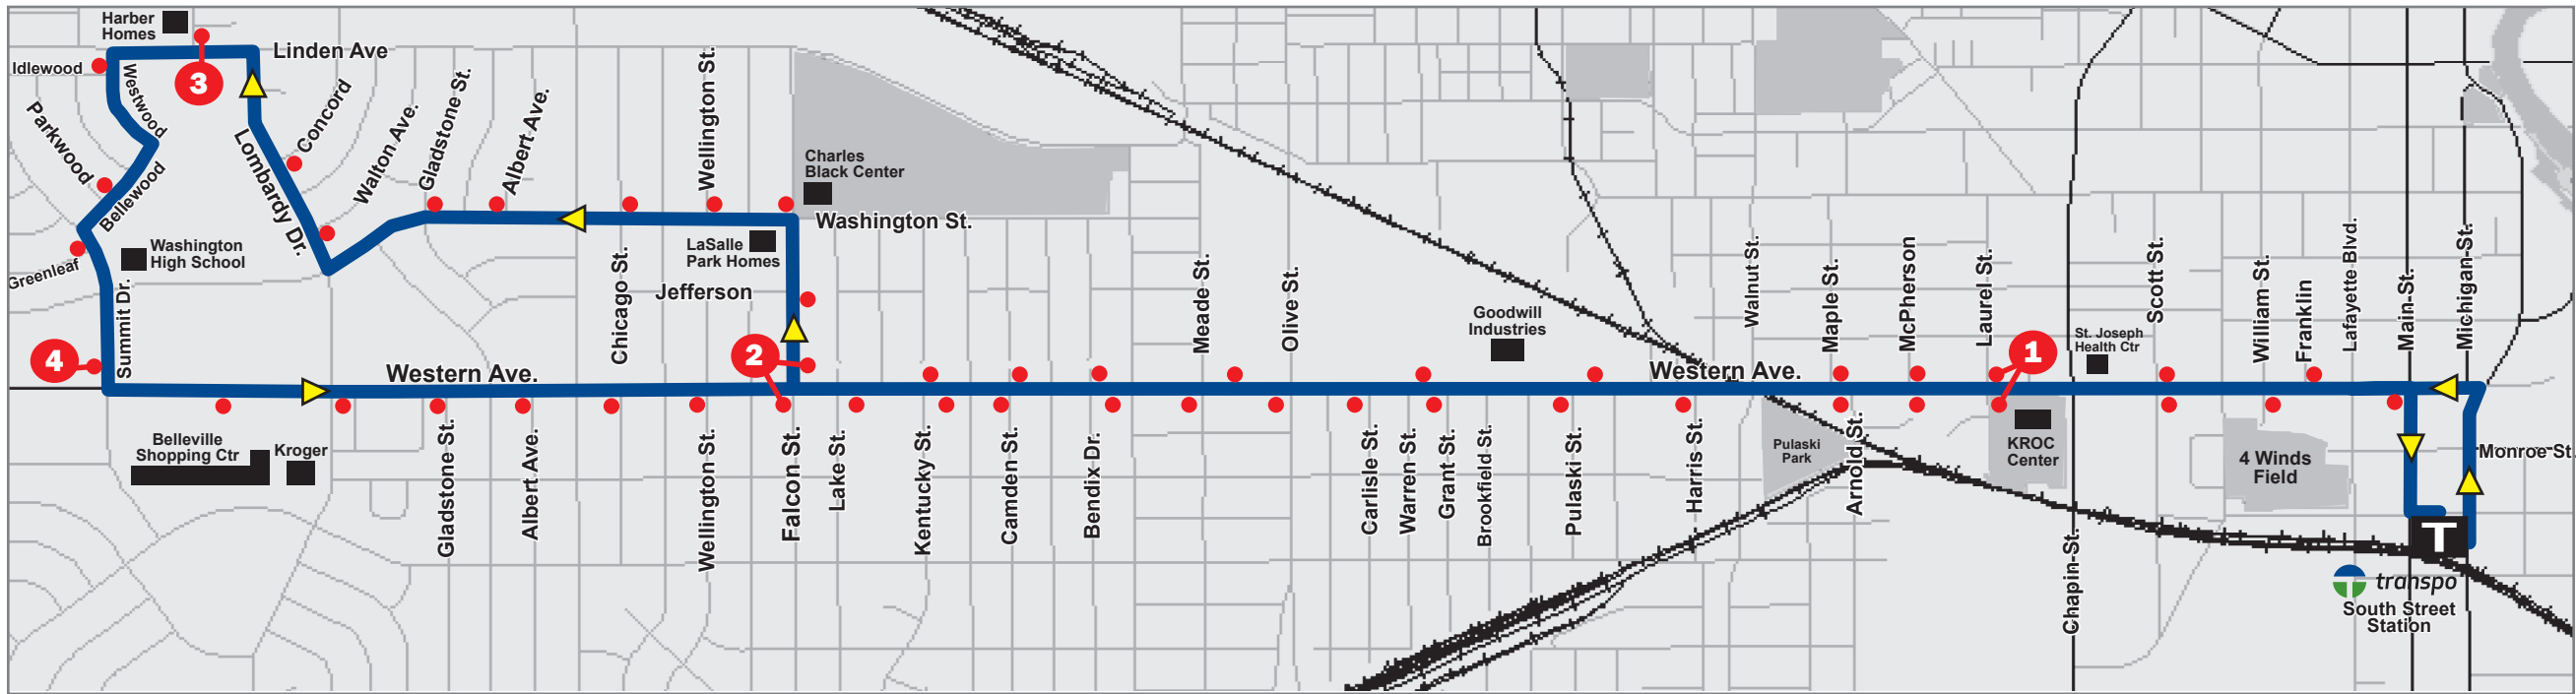 Harber
Homes
Idlewood
Linden Ave
3
Westwood
Parkwood
Bellewood
Greenleaf
Washington
High School
Lombardy Dr.
Concord
Walton Ave.
Gladstone St.
Albert Ave.
Wellington St.
Charles
Black Center
Washington St.
LaSalle
Park Homes
Jefferson
Chicago St.
Summit Dr.
4
Western Ave.
2
Belleville
Shopping Ctr
Kroger
Gladstone St.
Albert Ave.
Wellington St.
Falcon St.
Lake St.
Kentucky St.
Camden St.
Bendix Dr.
Meade St.
Olive St.
Goodwill
Industries
Carlisle St.
Warren St.
Grant St.
Brookfield St.
Pulaski St.
Harris St.
Western Ave.
Walnut St.
Maple St.
McPherson
Laurel St.
1
Pulaski
Park
Arnold St.
KROC
Center
St. Joseph
Health Ctr
Chapin St.
Scott St.
William St.
Franklin
Lafayette Blvd.
Main St.
Michigan St.
4 Winds
Field
Monroe St.
T
transpo
South Street
Station